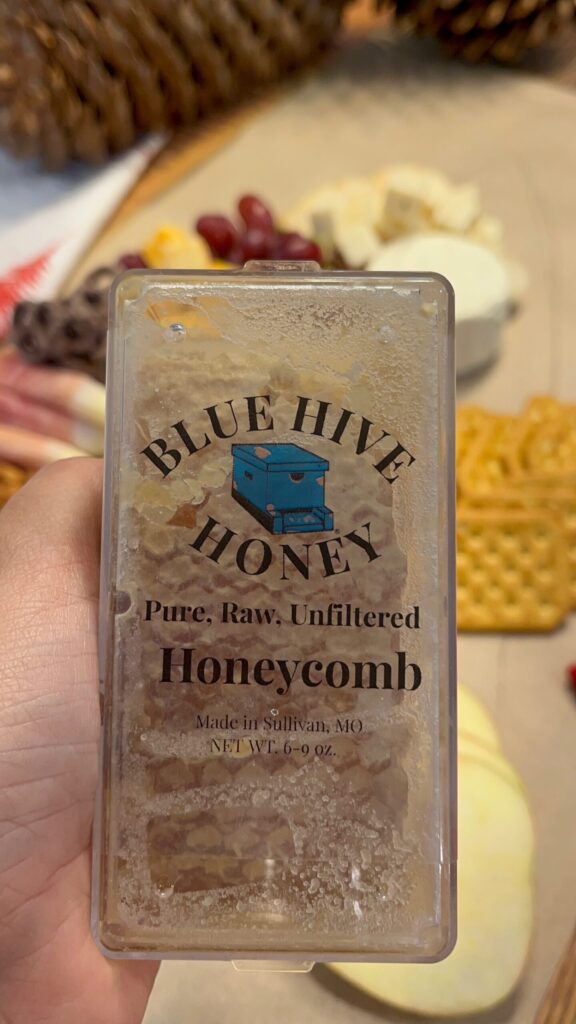 BLUE HIVE
HONEY
Pure, Raw, Unfiltered
Honeycomb
Made in Sullivan, MO
NET WT. 6-9 oz.